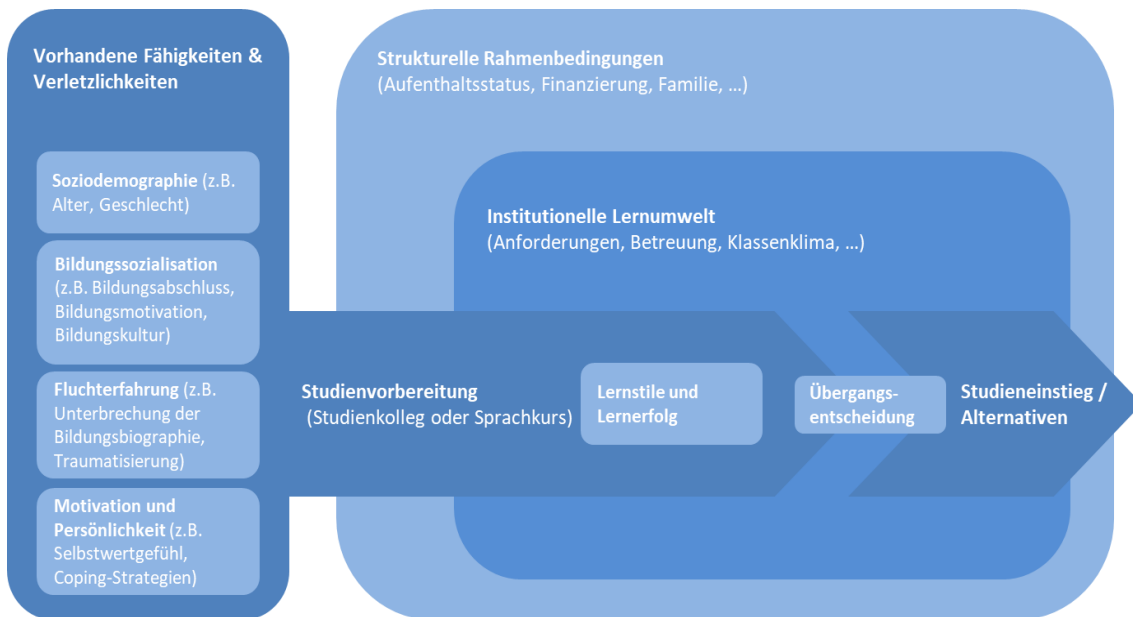 Vorhandene Fähigkeiten &
Verletzlichkeiten
Soziodemographie (z.B.
Alter, Geschlecht)
Bildungssozialisation
(z.B. Bildungsabschluss,
Bildungsmotivation,
Bildungskultur)
Fluchterfahrung (z.B.
Unterbrechung der
Bildungsbiographie,
Traumatisierung)
Motivation und
Persönlichkeit (z.B.
Selbstwertgefühl,
Coping-Strategien)
Strukturelle Rahmenbedingungen
(Aufenthaltsstatus, Finanzierung, Familie, …)
Institutionelle Lernumwelt
(Anforderungen, Betreuung, Klassenklima, …)
Studienvorbereitung
(Studienkolleg oder Sprachkurs)
Lernstile und
Lernerfolg
Übergangs-
entscheidung
Studieneinstieg /
Alternativen